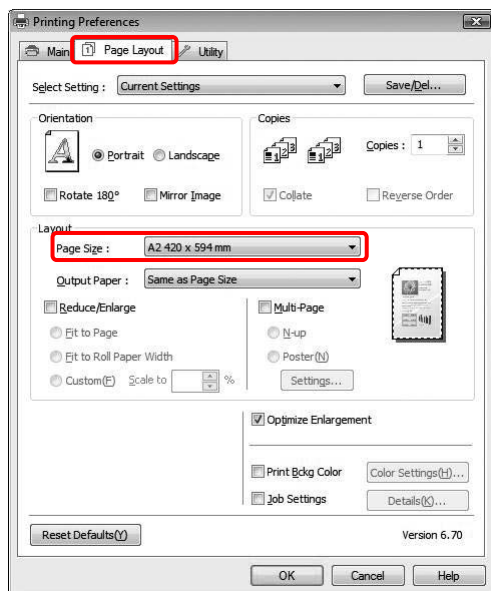 Printing Preferences
Main Page Layout Utility
Select Setting : Current Settings Save/Del...
Orientation
Portrait Landscape
Rotate 180° Mirror Image
Copies
Copies : 1
Collate Reverse Order
Layout
Page Size : A2 420 x 594 mm
Output Paper : Same as Page Size
Reduce/Enlarge
Fit to Page
Fit to Roll Paper Width
Custom(F) Scale to %
Multi-Page
N-up
Poster(N)
Settings...
Optimize Enlargement
Print Bckg Color Color Settings(H)...
Job Settings Details(K)...
Reset Defaults(Y) Version 6.70
OK Cancel Help